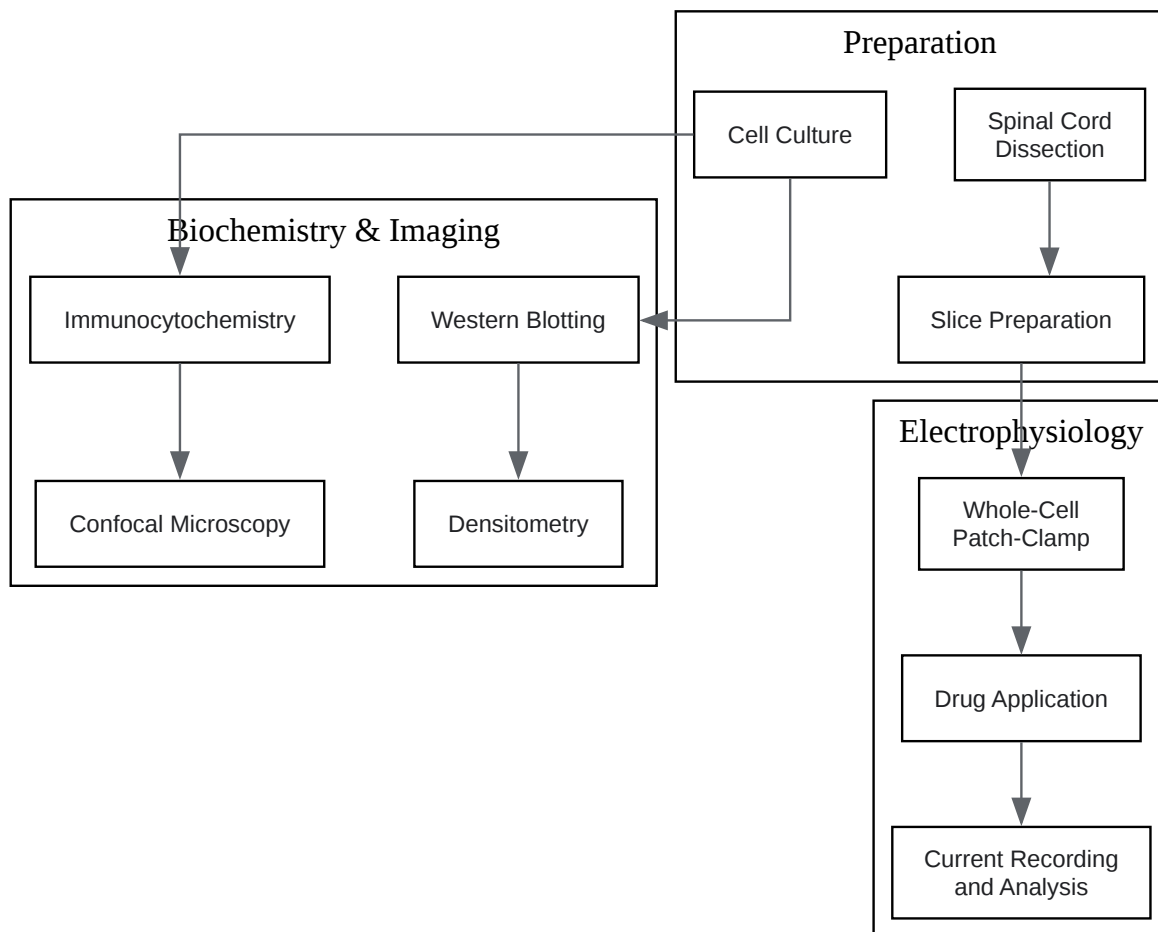 Preparation
Cell Culture
Spinal Cord
Dissection
Slice Preparation
Biochemistry & Imaging
Immunocytochemistry
Western Blotting
Confocal Microscopy
Densitometry
Electrophysiology
Whole-Cell
Patch-Clamp
Drug Application
Current Recording
and Analysis